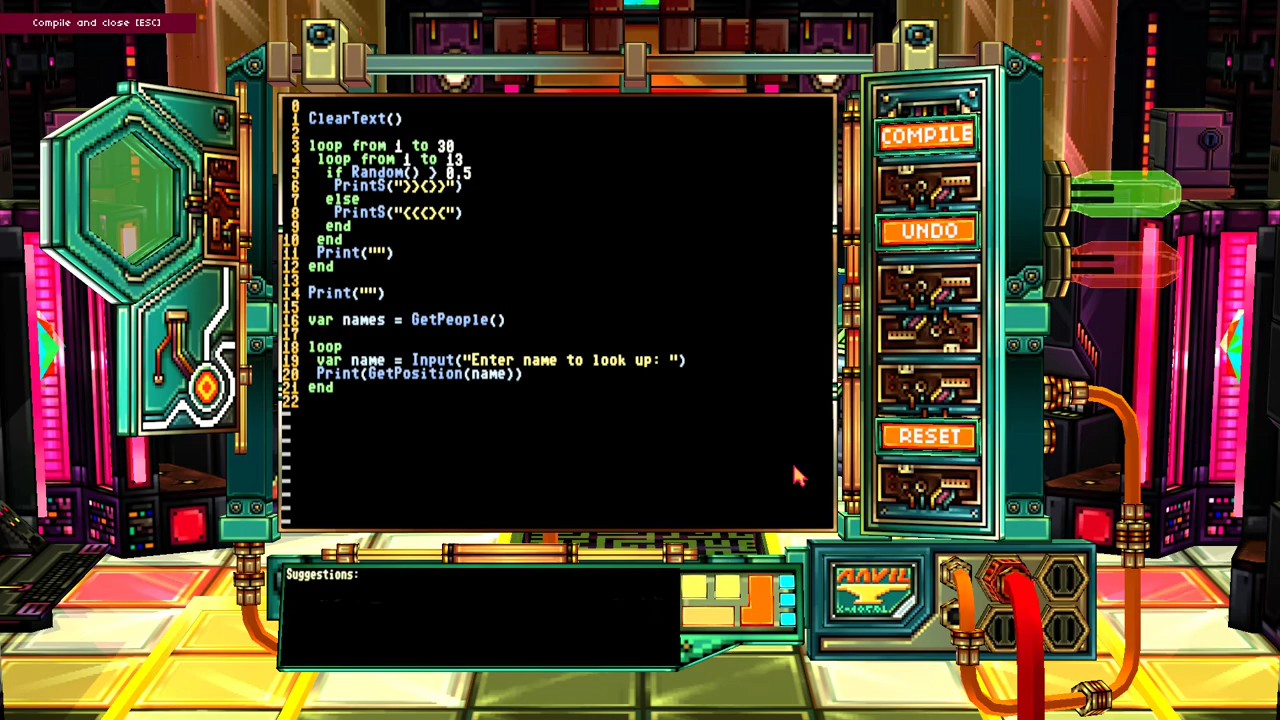 Compile and close [ESC]
0
1 ClearText()
2
3 loop from i to 30
4 loop from i to 13
5 if Random() > 0.5
6 PrintS(">><>>")
7 else
8 PrintS("<<<><")
9 end
10 end
11 Print("")
12 end
13
14 Print("")
15
16 var names = GetPeople()
17
18 loop
19 var name = Input("Enter name to look up: ")
20 Print(GetPosition(name))
21 end
22
COMPILE
UNDO
RESET
Suggestions:
ANVIL